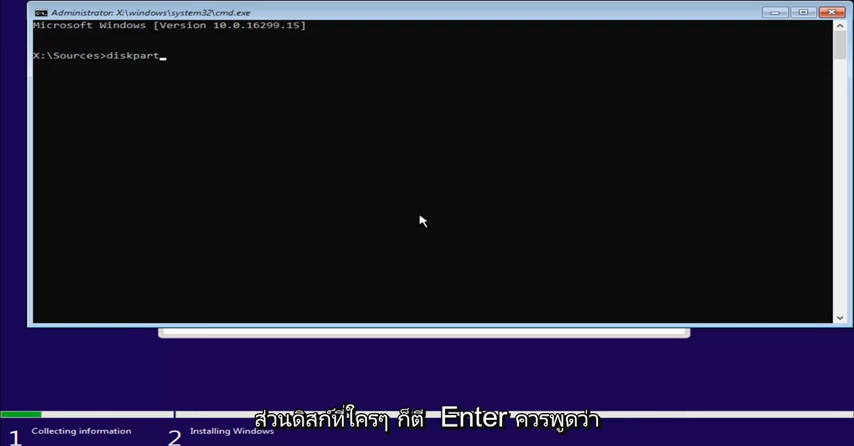 Administrator: X:\windows\system32\cmd.exe
Microsoft Windows [Version 10.0.16299.15]
X:\Sources>diskpart
ส่วนดิสก์ที่ใครๆ ก็ตี Enter ควรพูดว่า
1 Collecting information 2 Installing Windows